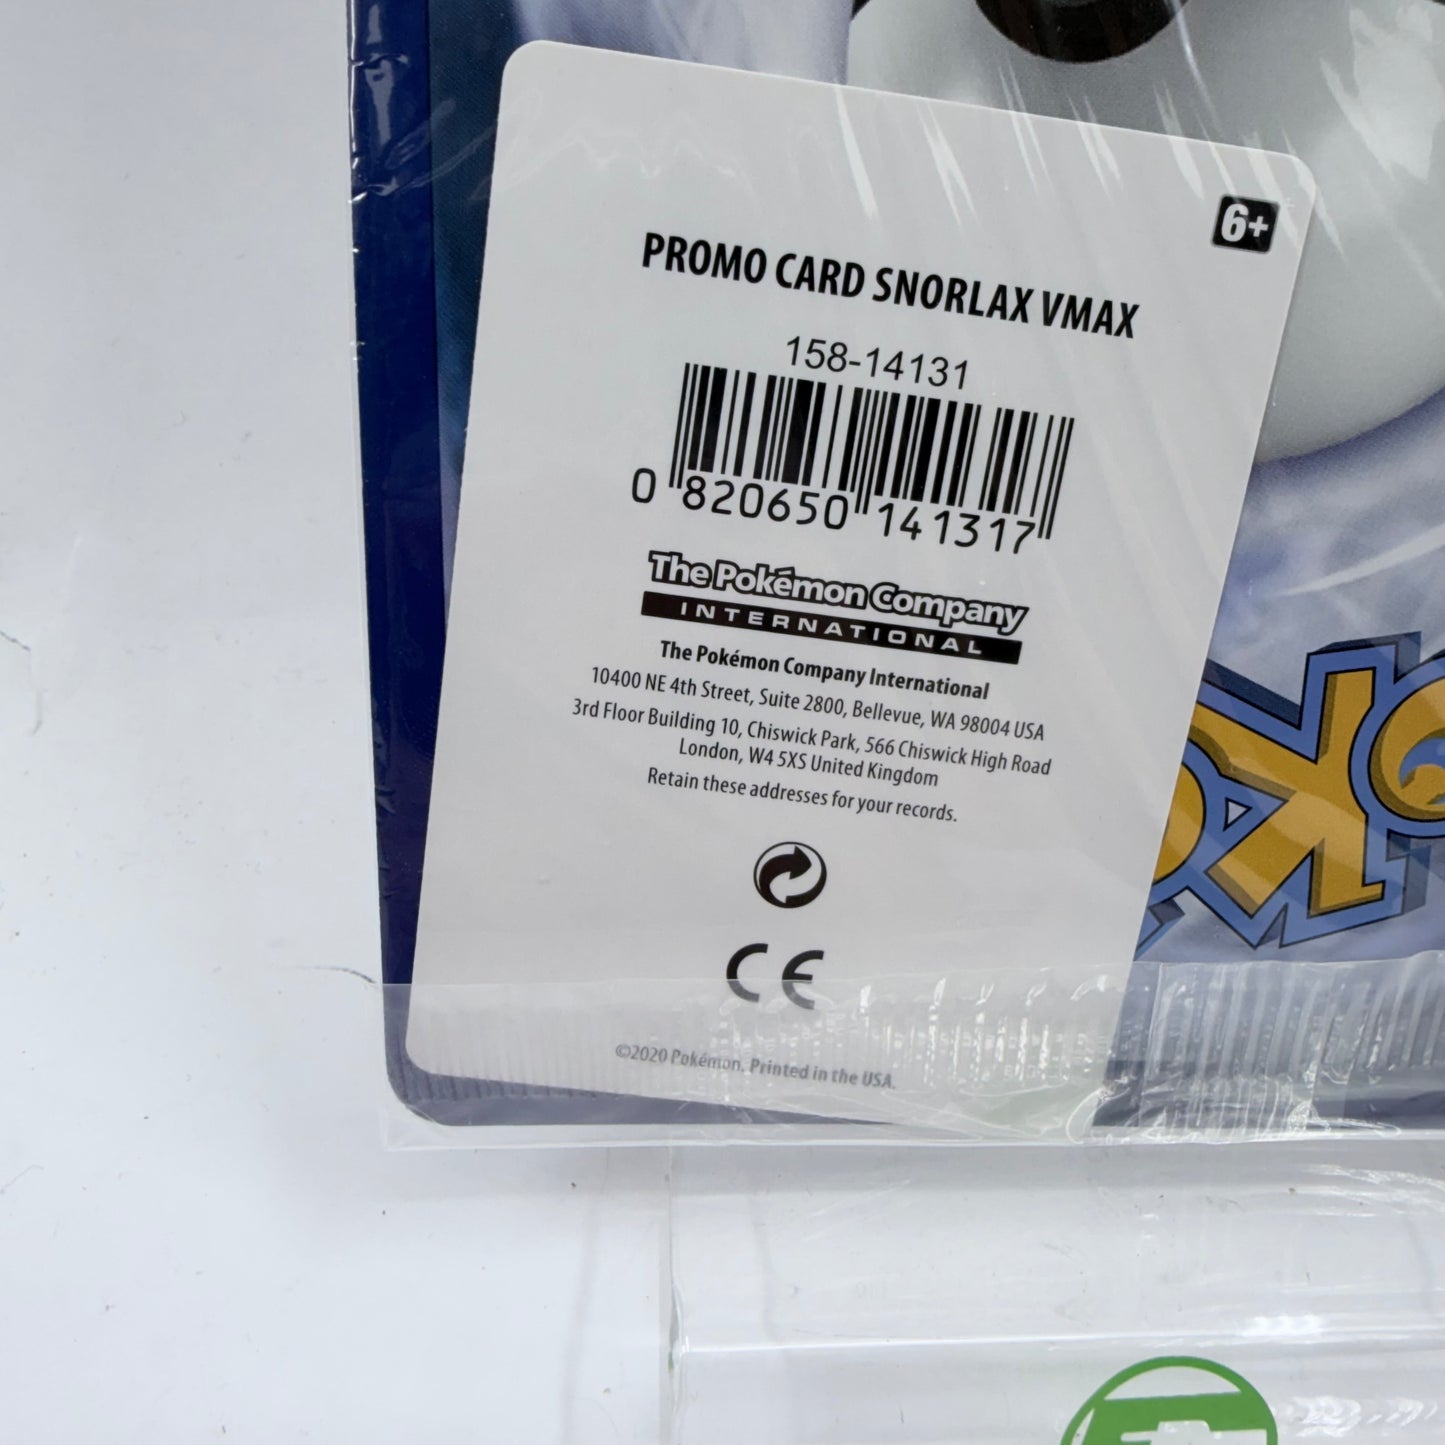 6+
PROMO CARD SNORLAX VMAX
158-14131
0 820650 141317
The Pokémon Company
INTERNATIONAL
The Pokémon Company International
10400 NE 4th Street, Suite 2800, Bellevue, WA 98004 USA
3rd Floor Building 10, Chiswick Park, 566 Chiswick High Road
London, W4 5XS United Kingdom
Retain these addresses for your records.
CE
©2020 Pokémon. Printed in the USA.